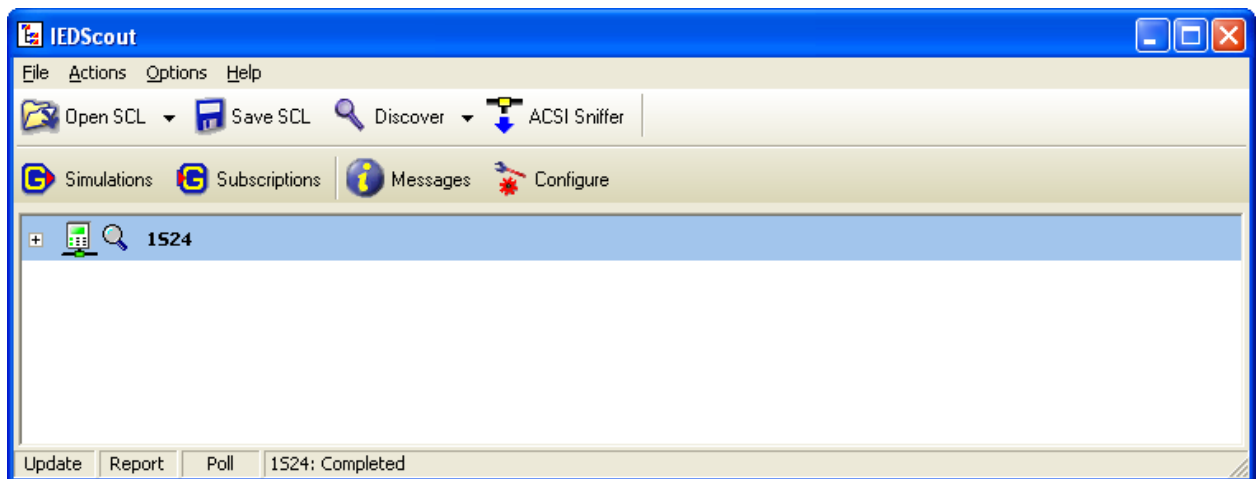 IEDScout
File Actions Options Help
Open SCL Save SCL Discover ACSI Sniffer
Simulations Subscriptions Messages Configure
1S24
Update Report Poll 1S24: Completed